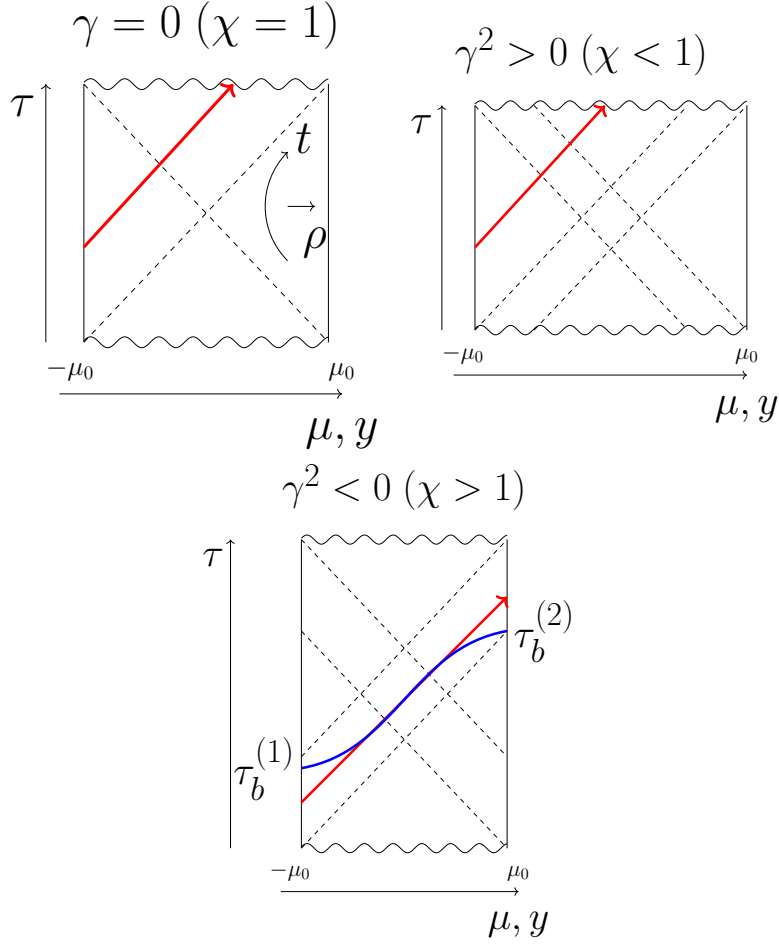 γ = 0 (χ = 1)
τ
t
ρ
−μ₀
μ₀
μ, y
γ² > 0 (χ < 1)
τ
−μ₀
μ₀
μ, y
γ² < 0 (χ > 1)
τ
τ_b^(2)
τ_b^(1)
−μ₀
μ₀
μ, y